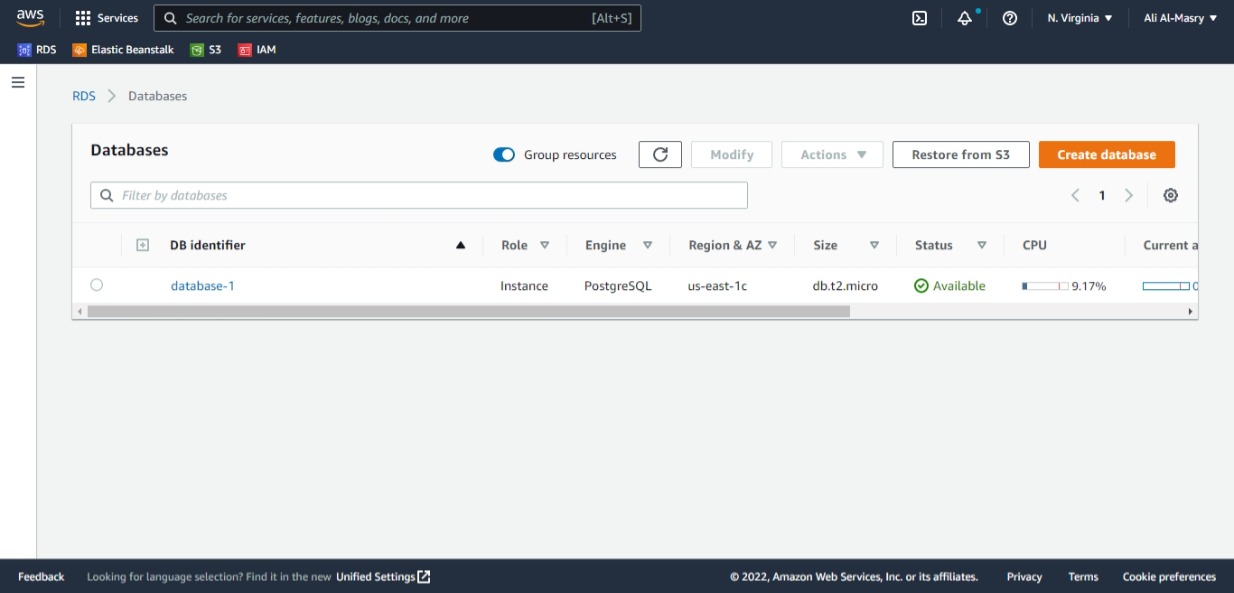 aws Services Search for services, features, blogs, docs, and more [Alt+S] N. Virginia Ali Al-Masry
RDS Elastic Beanstalk S3 IAM
RDS Databases
Databases Group resources Modify Actions Restore from S3 Create database
Filter by databases 1
DB identifier Role Engine Region & AZ Size Status CPU Current a
database-1 Instance PostgreSQL us-east-1c db.t2.micro Available 9.17% 0
Feedback Looking for language selection? Find it in the new Unified Settings © 2022, Amazon Web Services, Inc. or its affiliates. Privacy Terms Cookie preferences